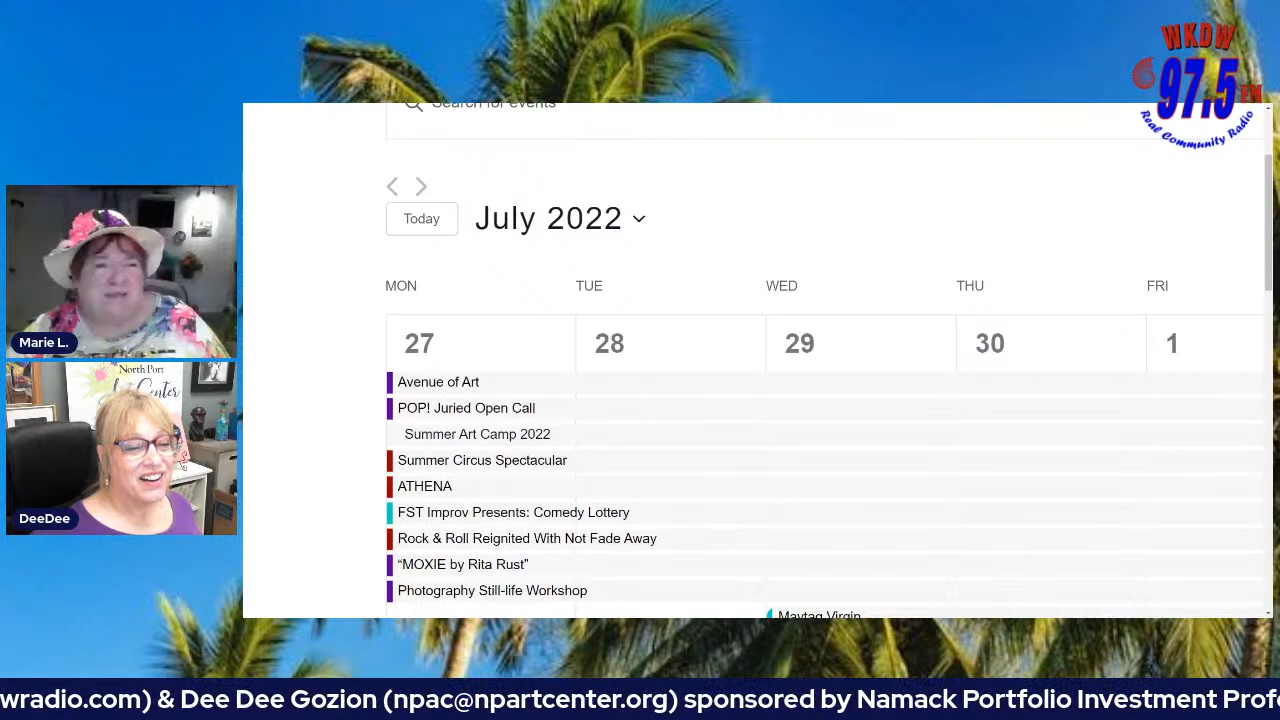 WKDW
97.5 FM
Real Community Radio
Search for events
Today
July 2022
MON TUE WED THU FRI
27 28 29 30 1
Avenue of Art
POP! Juried Open Call
Summer Art Camp 2022
Summer Circus Spectacular
ATHENA
FST Improv Presents: Comedy Lottery
Rock & Roll Reignited With Not Fade Away
“MOXIE by Rita Rust”
Photography Still-life Workshop
Maytag Virgin
Marie L.
North Port
Art Center
DeeDee
wradio.com) & Dee Dee Gozion (npac@npartcenter.org) sponsored by Namack Portfolio Investment Prof